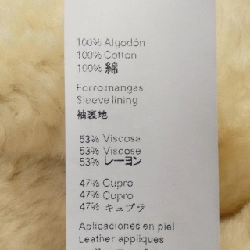 100% Algodón
100% Cotton
100% 綿
Forro mangas
Sleeve lining
袖裏地
53% Viscosa
53% Viscose
53% レーヨン
47% Cupro
47% Cupro
47% キュプラ
Aplicaciones en piel
Leather appliques